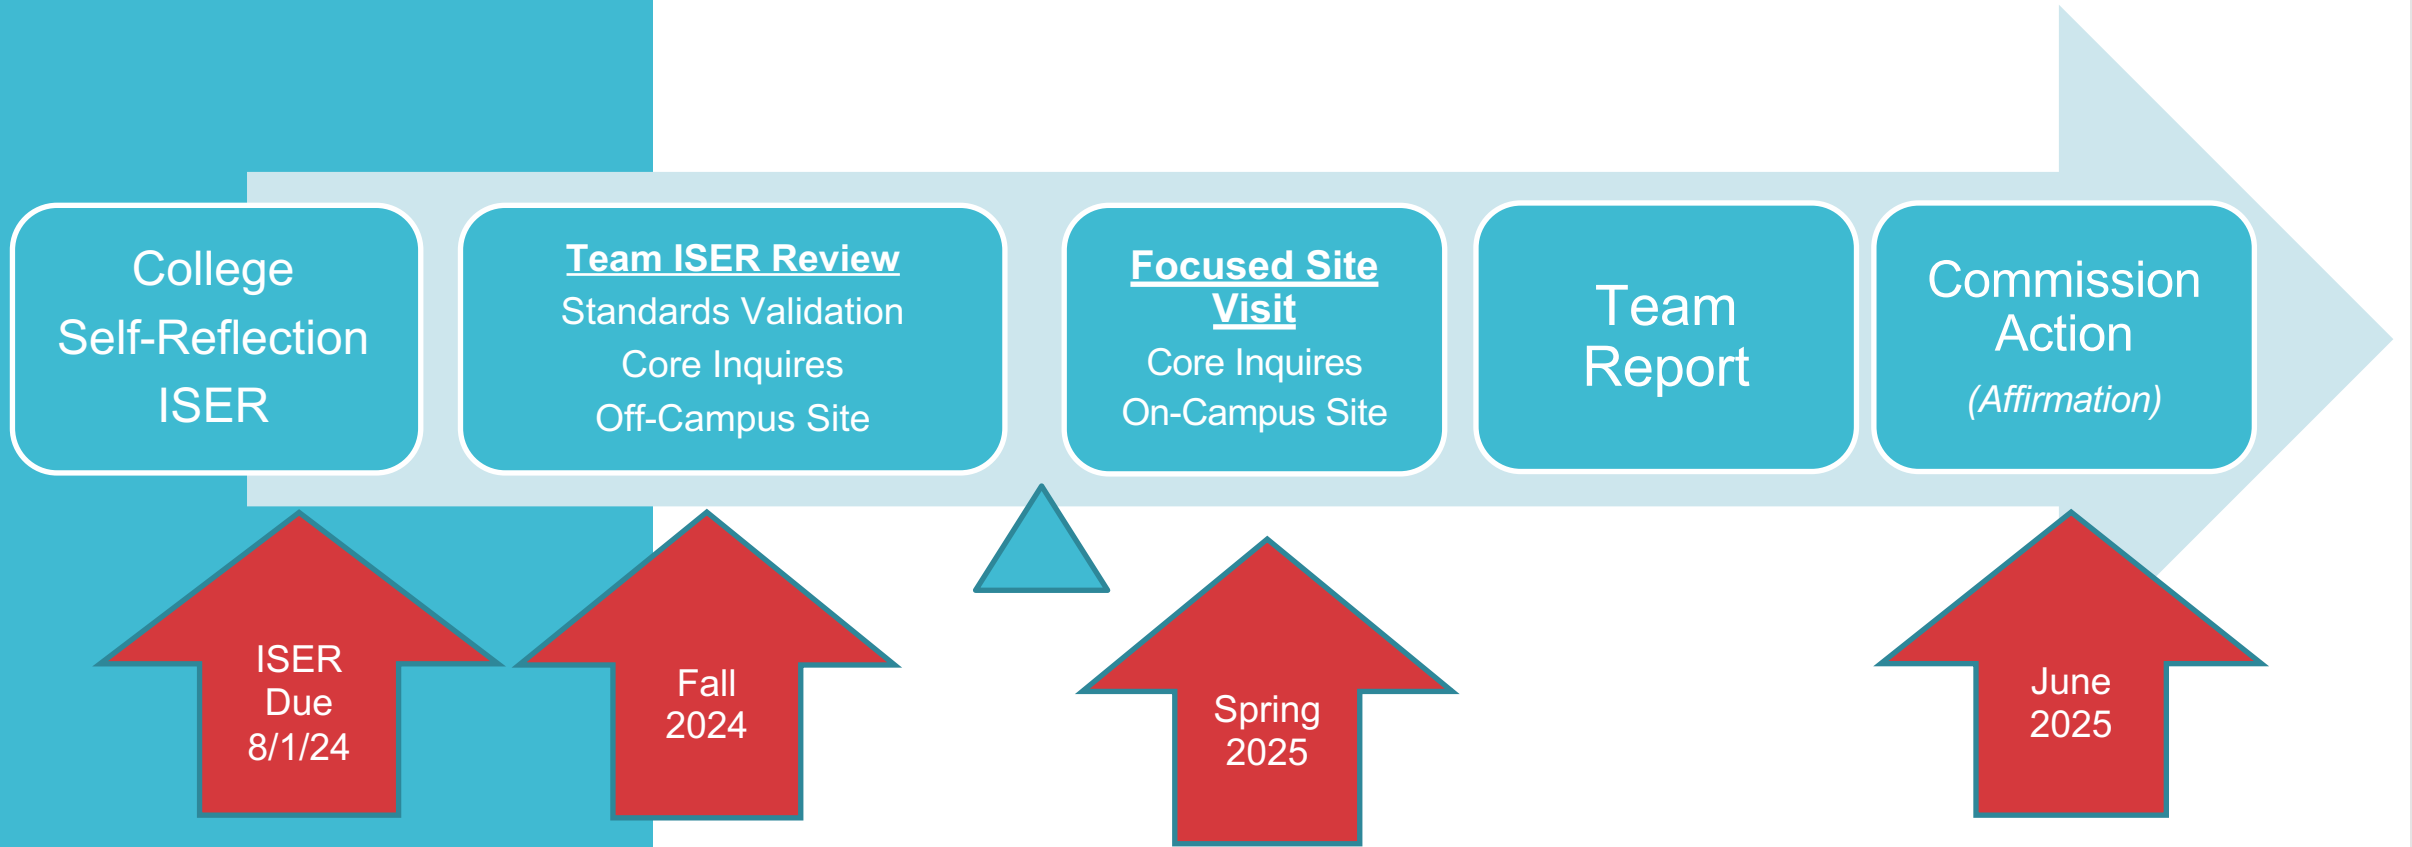 College
Self-Reflection
ISER
Team ISER Review
Standards Validation
Core Inquires
Off-Campus Site
Focused Site
Visit
Core Inquires
On-Campus Site
Team
Report
Commission
Action
(Affirmation)
ISER
Due
8/1/24
Fall
2024
Spring
2025
June
2025